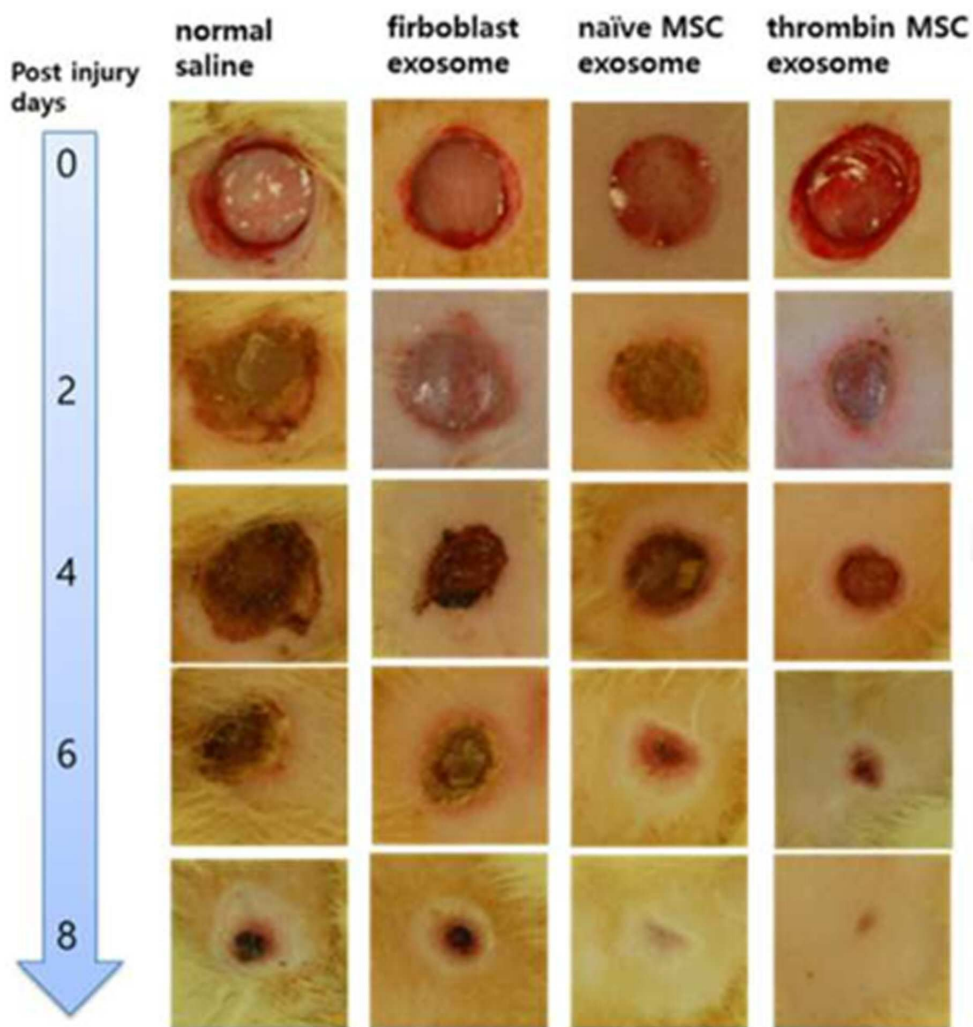 normal
saline
firboblast
exosome
naïve MSC
exosome
thrombin MSC
exosome
Post injury
days
0
2
4
6
8